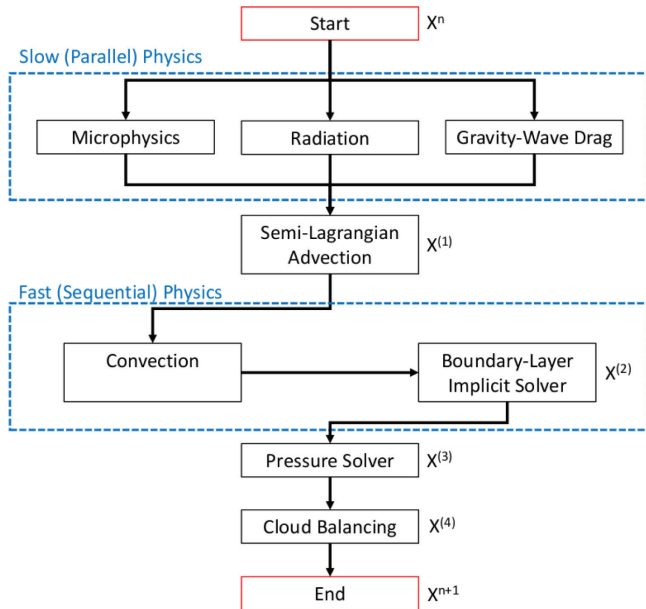 Start X^n
Slow (Parallel) Physics
Microphysics Radiation Gravity-Wave Drag
Semi-Lagrangian
Advection X^(1)
Fast (Sequential) Physics
Convection Boundary-Layer
Implicit Solver X^(2)
Pressure Solver X^(3)
Cloud Balancing X^(4)
End X^n+1